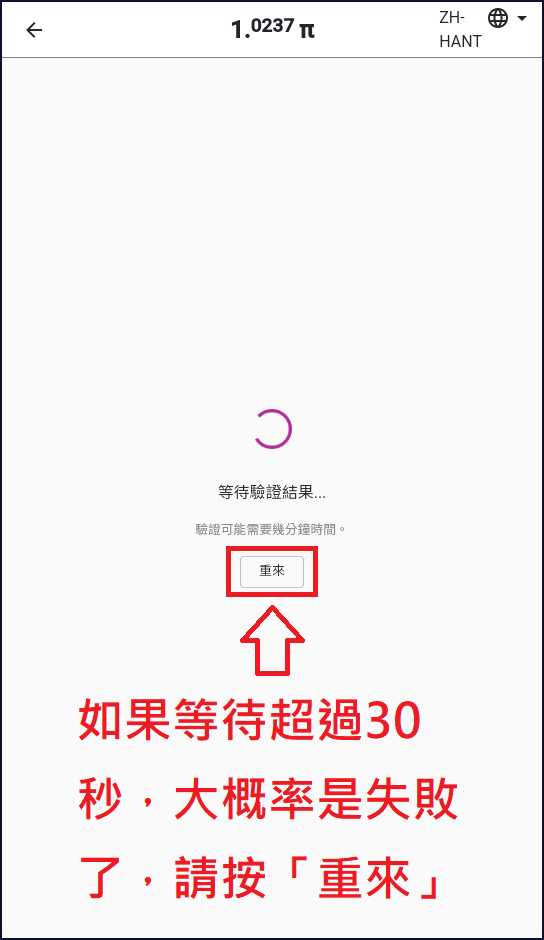 1.0237 π
ZH-
HANT
等待驗證結果...
驗證可能需要幾分鐘時間。
重來
如果等待超過30
秒，大概率是失敗
了，請按「重來」